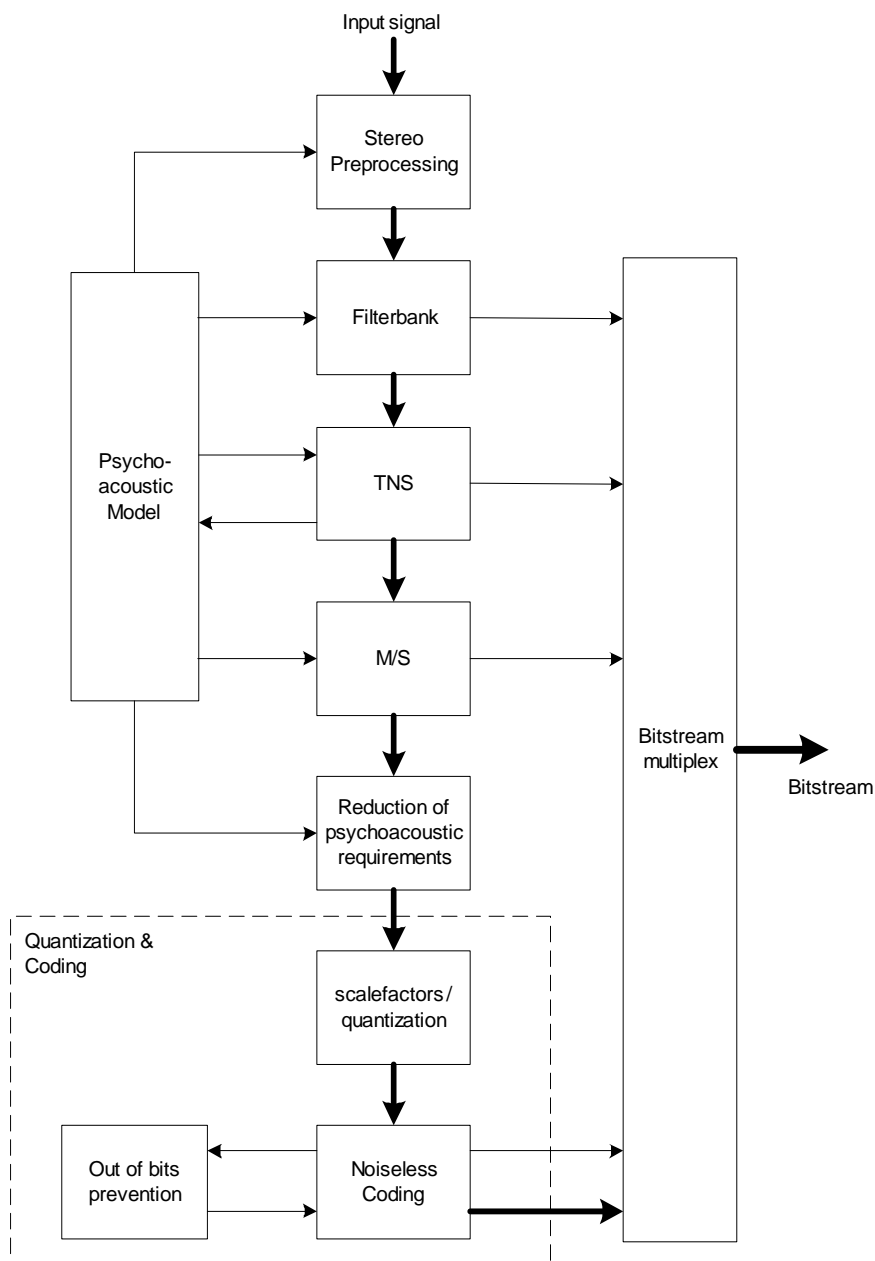 Input signal
Stereo
Preprocessing
Filterbank
Psycho-
acoustic
Model
TNS
M/S
Bitstream
multiplex
Bitstream
Reduction of
psychoacoustic
requirements
Quantization &
Coding
scalefactors/
quantization
Out of bits
prevention
Noiseless
Coding